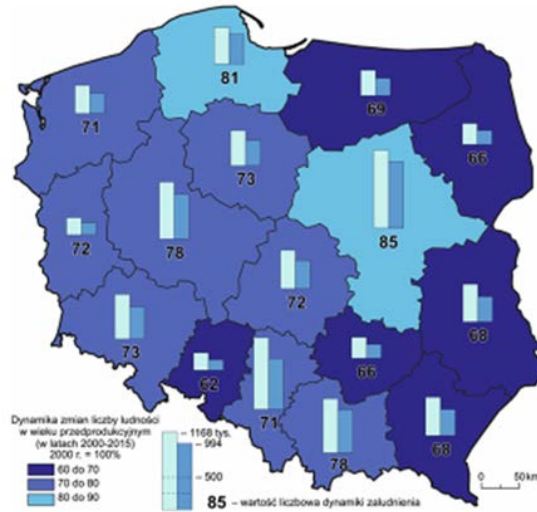 81
69
71
66
73
78
85
72
72
68
73
66
62
71
78
68
Dynamika zmian liczby ludności
w wieku przedprodukcyjnym
(w latach 2000-2015)
2000 r. = 100%
60 do 70
70 do 80
80 do 90
1168 tys.
994
500
85 – wartość liczbowa dynamiki zaludnienia
0 50 km